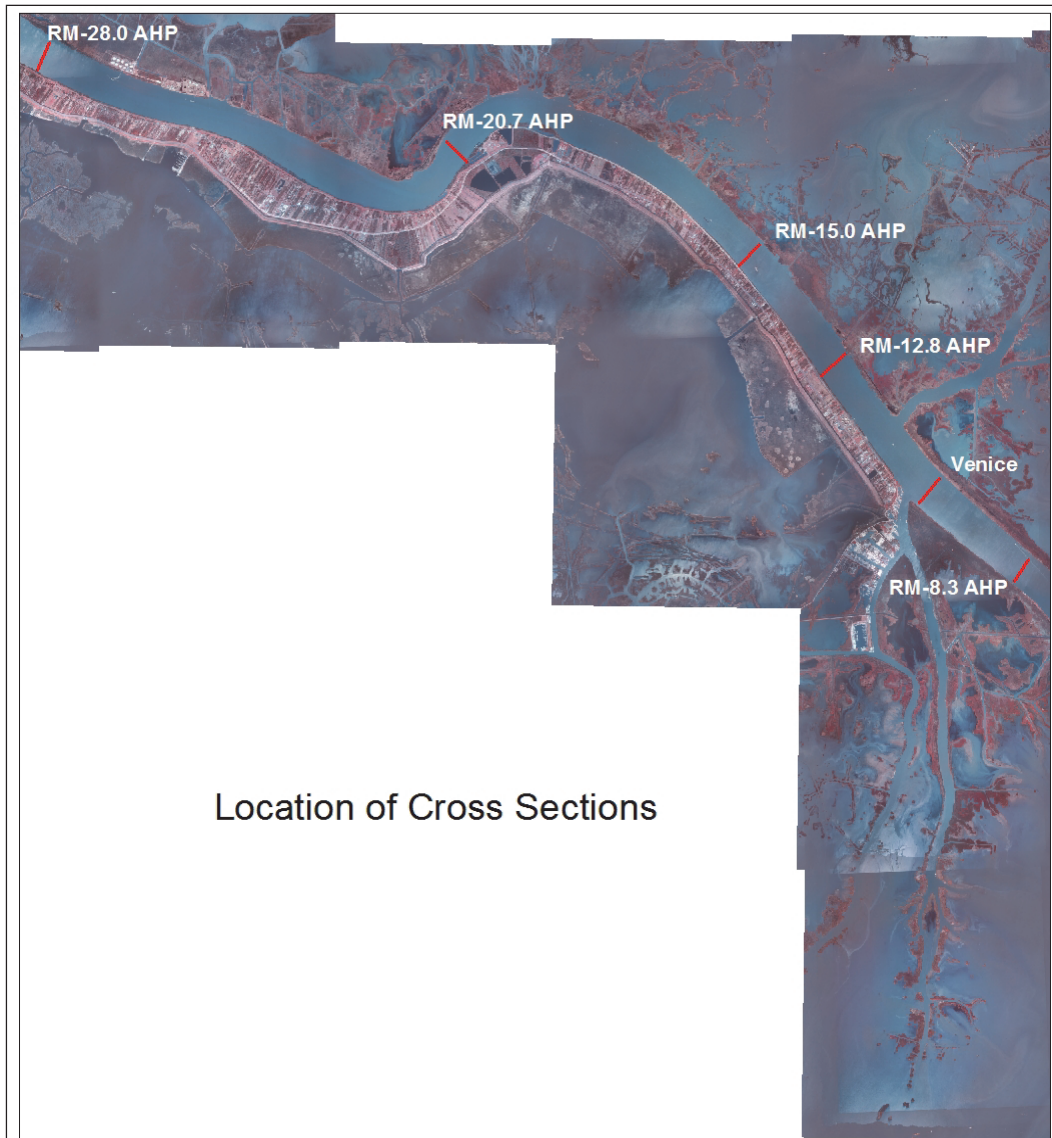 RM-28.0 AHP
RM-20.7 AHP
RM-15.0 AHP
RM-12.8 AHP
Venice
RM-8.3 AHP
Location of Cross Sections